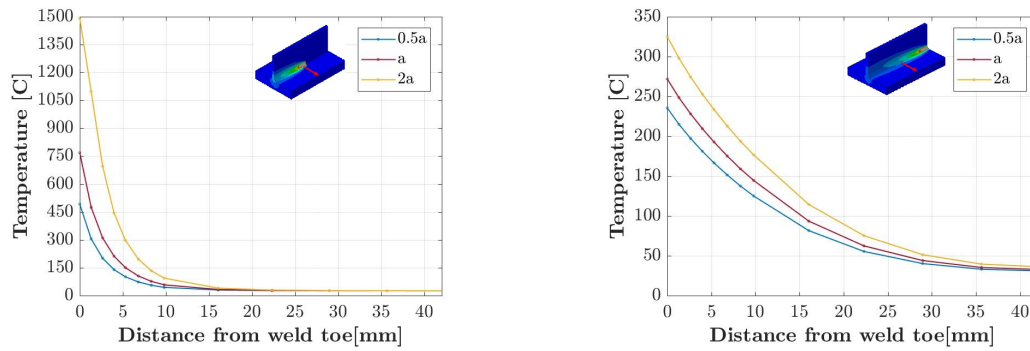 1500
1350
1200
1050
900
750
600
450
300
150
0
Temperature [C]
0 5 10 15 20 25 30 35 40
Distance from weld toe[mm]
0.5a
a
2a
350
300
250
200
150
100
50
0
Temperature [C]
0 5 10 15 20 25 30 35 40
Distance from weld toe[mm]
0.5a
a
2a